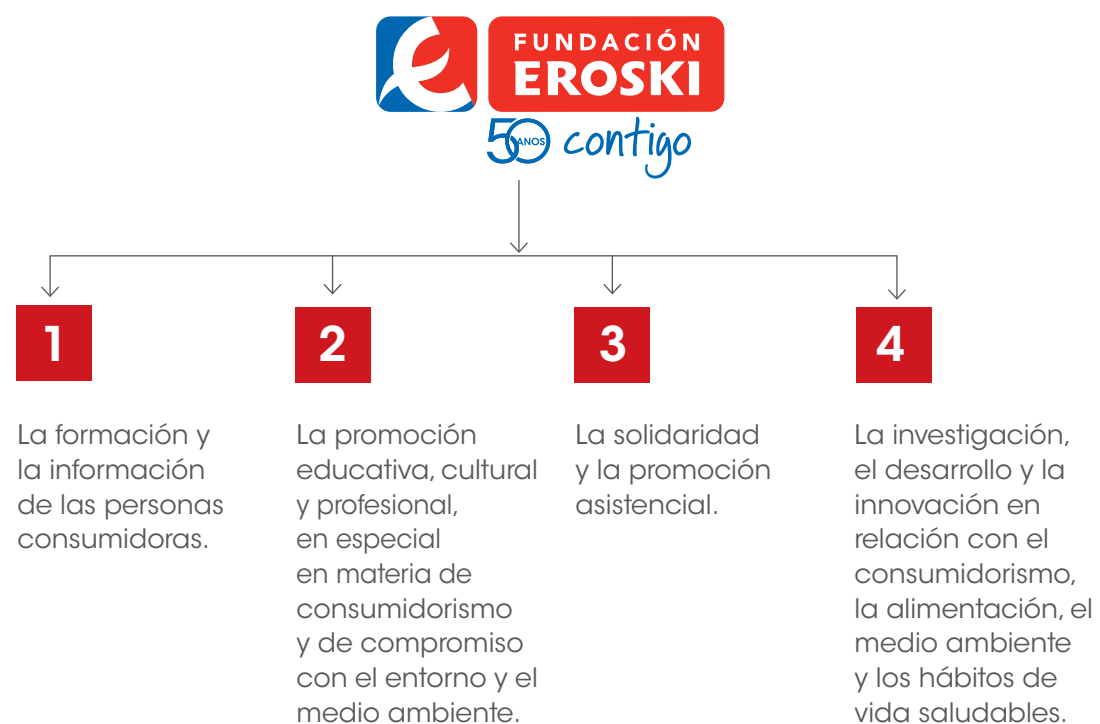 FUNDACIÓN
EROSKI
50 AÑOS contigo
1
La formación y
la información
de las personas
consumidoras.
2
La promoción
educativa, cultural
y profesional,
en especial
en materia de
consumidorismo
y de compromiso
con el entorno y el
medio ambiente.
3
La solidaridad
y la promoción
asistencial.
4
La investigación,
el desarrollo y la
innovación en
relación con el
consumidorismo,
la alimentación, el
medio ambiente
y los hábitos de
vida saludables.